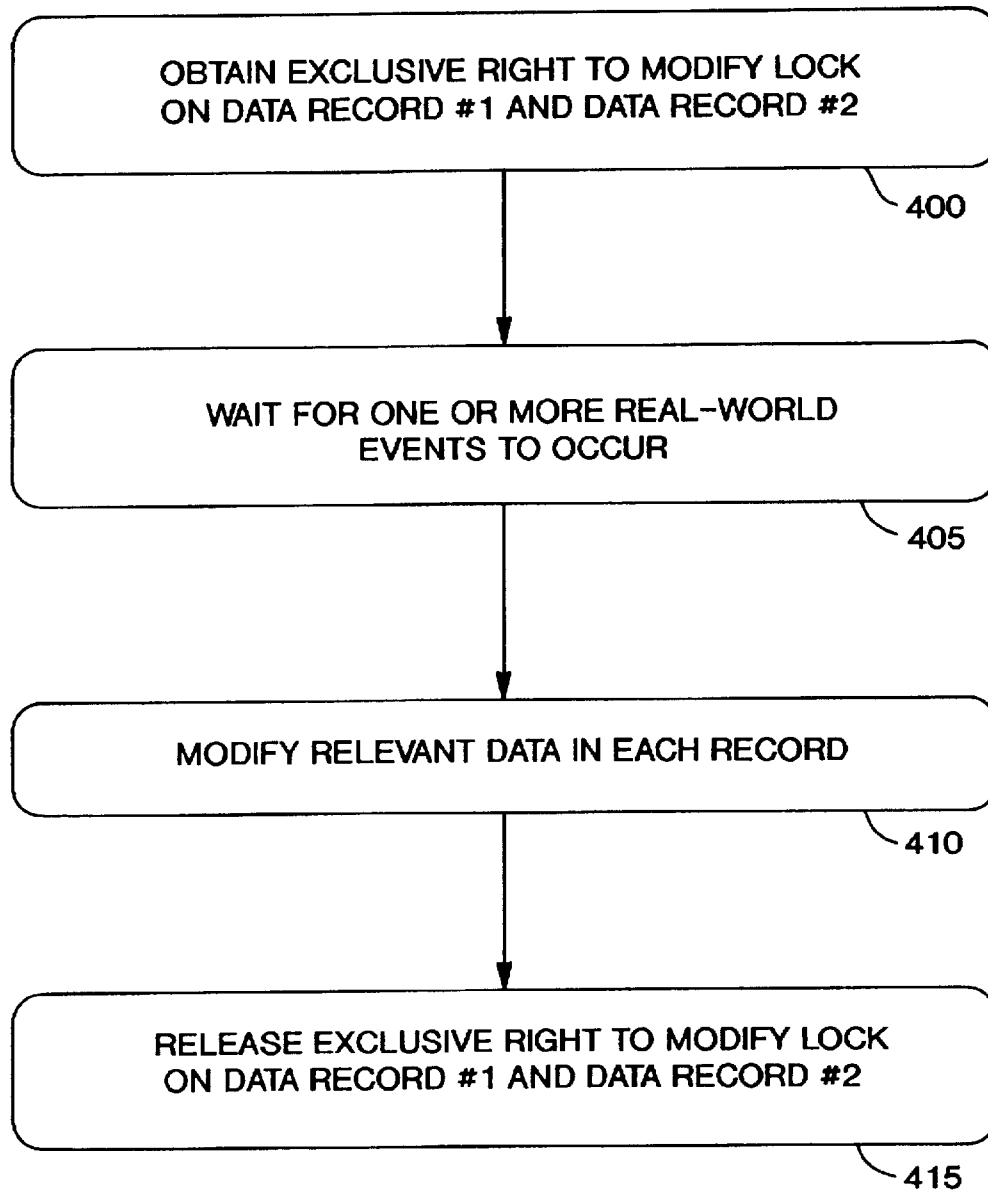 OBTAIN EXCLUSIVE RIGHT TO MODIFY LOCK
ON DATA RECORD #1 AND DATA RECORD #2
400
WAIT FOR ONE OR MORE REAL-WORLD
EVENTS TO OCCUR
405
MODIFY RELEVANT DATA IN EACH RECORD
410
RELEASE EXCLUSIVE RIGHT TO MODIFY LOCK
ON DATA RECORD #1 AND DATA RECORD #2
415